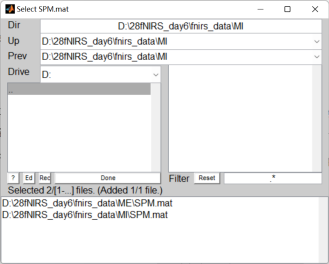 Select SPM.mat
Dir D:\28fNIRS_day6\fnirs_data\MI
Up D:\28fNIRS_day6\fnirs_data\MI
Prev D:\28fNIRS_day6\fnirs_data\MI
Drive D:
..
? Ed Rec Done Filter Reset .*
Selected 2/[1-...] files. (Added 1/1 file.)
D:\28fNIRS_day6\fnirs_data\ME\SPM.mat
D:\28fNIRS_day6\fnirs_data\MI\SPM.mat